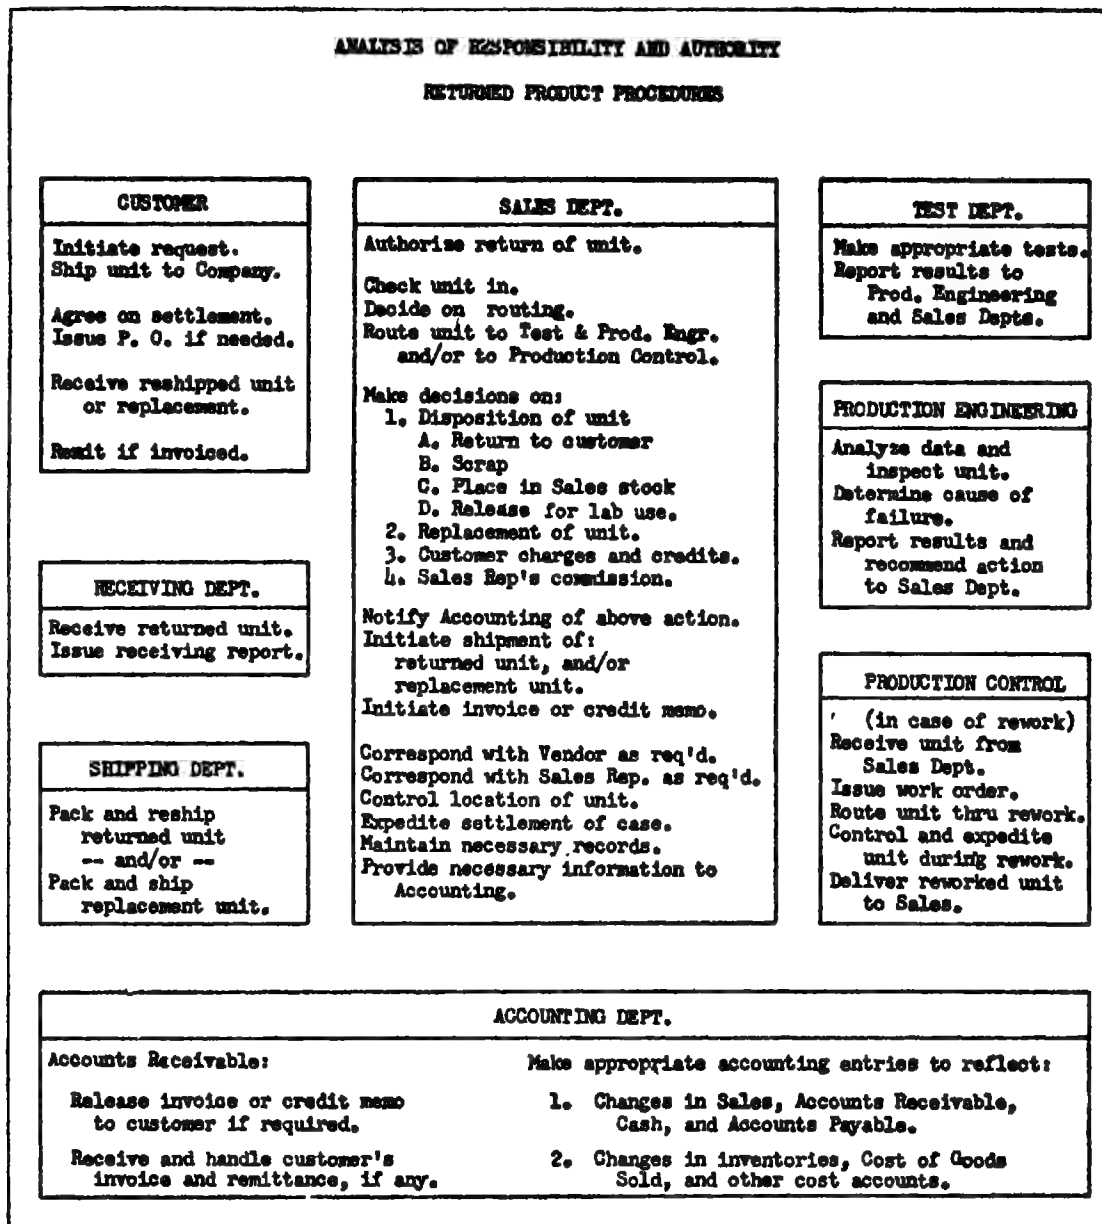 ANALYSIS OF RESPONSIBILITY AND AUTHORITY
RETURNED PRODUCT PROCEDURES
CUSTOMER
Initiate request.
Ship unit to Company.
Agree on settlement.
Issue P. O. if needed.
Receive reshipped unit
or replacement.
Remit if invoiced.
RECEIVING DEPT.
Receive returned unit.
Issue receiving report.
SHIPPING DEPT.
Pack and reship
returned unit
-- and/or --
Pack and ship
replacement unit.
SALES DEPT.
Authorize return of unit.
Check unit in.
Decide on routing.
Route unit to Test & Prod. Engr.
and/or to Production Control.
Make decisions on:
1. Disposition of unit
A. Return to customer
B. Scrap
C. Place in Sales stock
D. Release for lab use.
2. Replacement of unit.
3. Customer charges and credits.
4. Sales Rep's commission.
Notify Accounting of above action.
Initiate shipment of:
returned unit, and/or
replacement unit.
Initiate invoice or credit memo.
Correspond with Vendor as req'd.
Correspond with Sales Rep. as req'd.
Control location of unit.
Expedite settlement of case.
Maintain necessary records.
Provide necessary information to
Accounting.
TEST DEPT.
Make appropriate tests.
Report results to
Prod. Engineering
and Sales Depts.
PRODUCTION ENGINEERING
Analyze data and
inspect unit.
Determine cause of
failure.
Report results and
recommend action
to Sales Dept.
PRODUCTION CONTROL
(in case of rework)
Receive unit from
Sales Dept.
Issue work order.
Route unit thru rework.
Control and expedite
unit during rework.
Deliver reworked unit
to Sales.
ACCOUNTING DEPT.
Accounts Receivable:
Release invoice or credit memo
to customer if required.
Receive and handle customer's
invoice and remittance, if any.
Make appropriate accounting entries to reflect:
1. Changes in Sales, Accounts Receivable,
Cash, and Accounts Payable.
2. Changes in inventories, Cost of Goods
Sold, and other cost accounts.